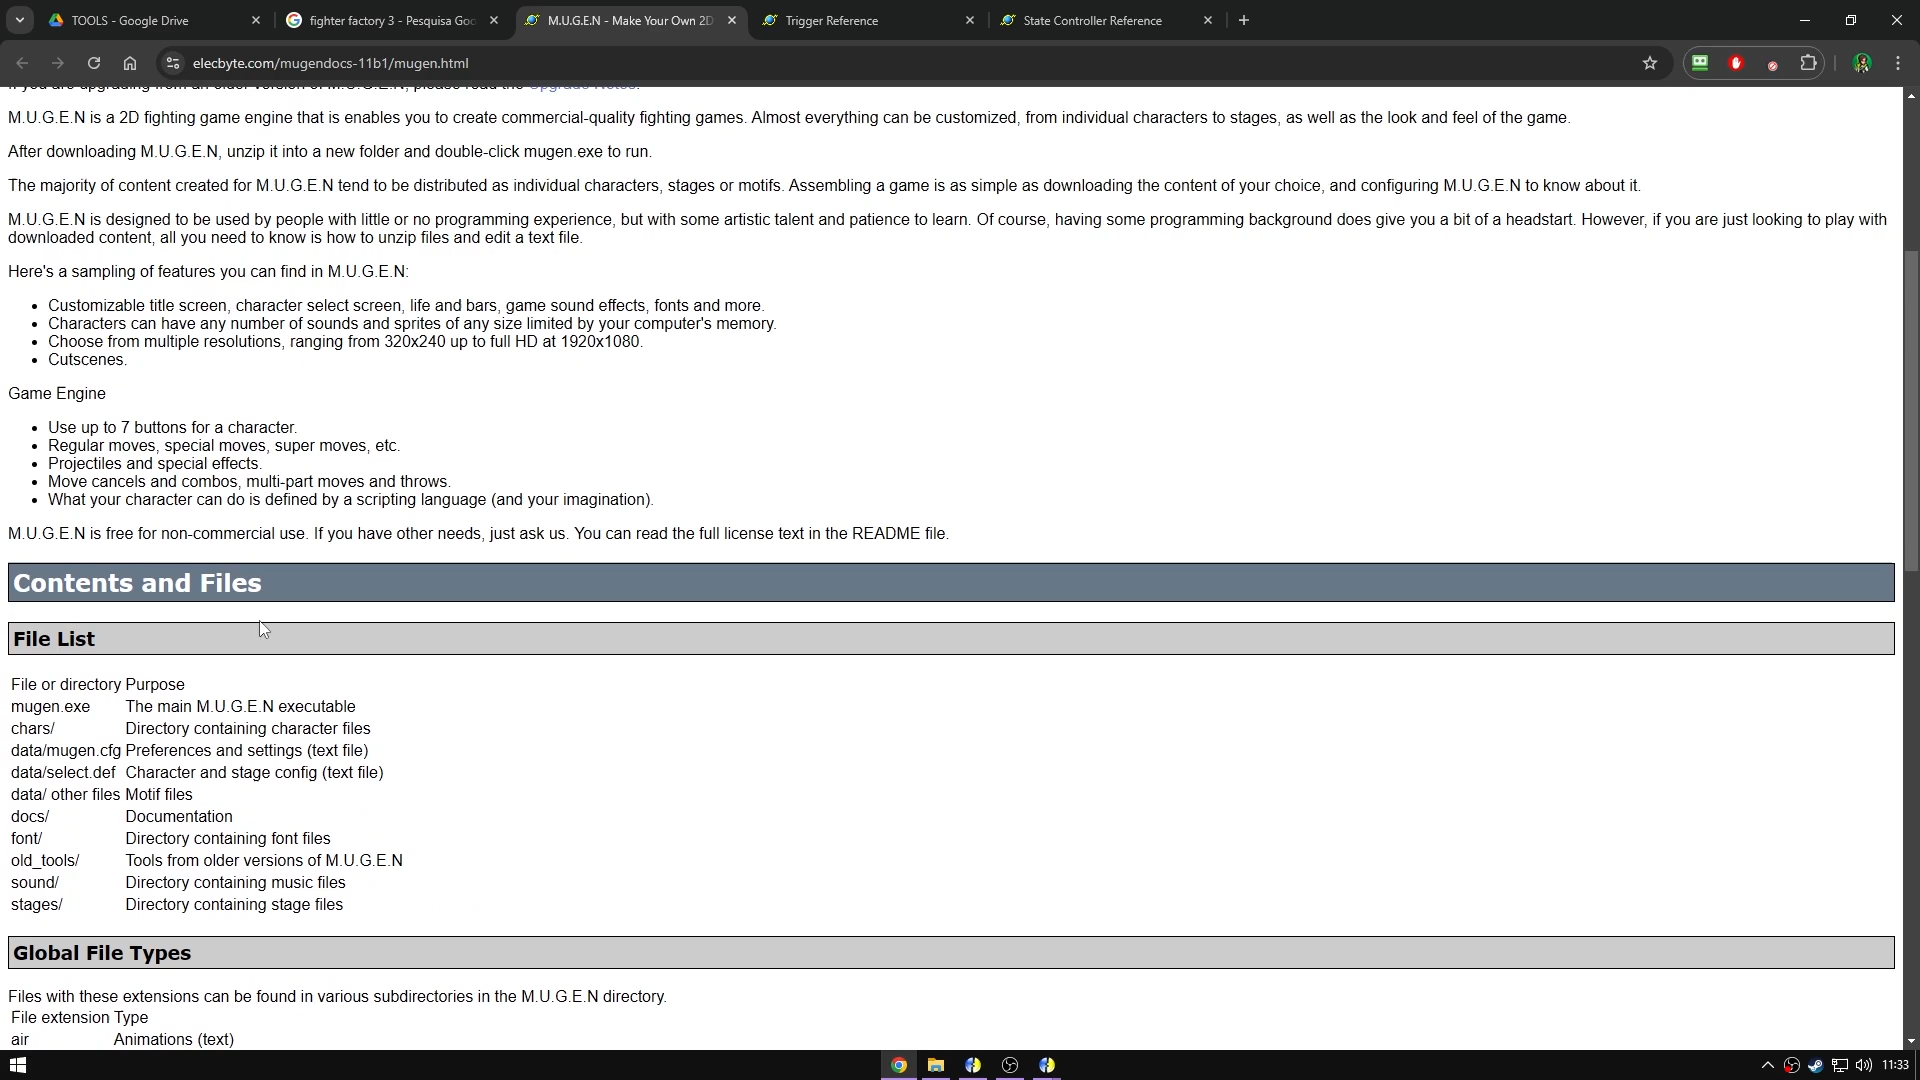 TOOLS - Google Drive
fighter factory 3 - Pesquisa Goo
M.U.G.E.N - Make Your Own 2D
Trigger Reference
State Controller Reference
elecbyte.com/mugendocs-11b1/mugen.html
If you are upgrading from an older version of M.U.G.E.N, please read the Upgrade Notes.
M.U.G.E.N is a 2D fighting game engine that is enables you to create commercial-quality fighting games. Almost everything can be customized, from individual characters to stages, as well as the look and feel of the game.
After downloading M.U.G.E.N, unzip it into a new folder and double-click mugen.exe to run.
The majority of content created for M.U.G.E.N tend to be distributed as individual characters, stages or motifs. Assembling a game is as simple as downloading the content of your choice, and configuring M.U.G.E.N to know about it.
M.U.G.E.N is designed to be used by people with little or no programming experience, but with some artistic talent and patience to learn. Of course, having some programming background does give you a bit of a headstart. However, if you are just looking to play with
downloaded content, all you need to know is how to unzip files and edit a text file.
Here's a sampling of features you can find in M.U.G.E.N:
• Customizable title screen, character select screen, life and bars, game sound effects, fonts and more.
• Characters can have any number of sounds and sprites of any size limited by your computer's memory.
• Choose from multiple resolutions, ranging from 320x240 up to full HD at 1920x1080.
• Cutscenes.
Game Engine
• Use up to 7 buttons for a character.
• Regular moves, special moves, super moves, etc.
• Projectiles and special effects.
• Move cancels and combos, multi-part moves and throws.
• What your character can do is defined by a scripting language (and your imagination).
M.U.G.E.N is free for non-commercial use. If you have other needs, just ask us. You can read the full license text in the README file.
Contents and Files
File List
File or directory Purpose
mugen.exe The main M.U.G.E.N executable
chars/ Directory containing character files
data/mugen.cfg Preferences and settings (text file)
data/select.def Character and stage config (text file)
data/ other files Motif files
docs/ Documentation
font/ Directory containing font files
old_tools/ Tools from older versions of M.U.G.E.N
sound/ Directory containing music files
stages/ Directory containing stage files
Global File Types
Files with these extensions can be found in various subdirectories in the M.U.G.E.N directory.
File extension Type
air Animations (text)
11:33